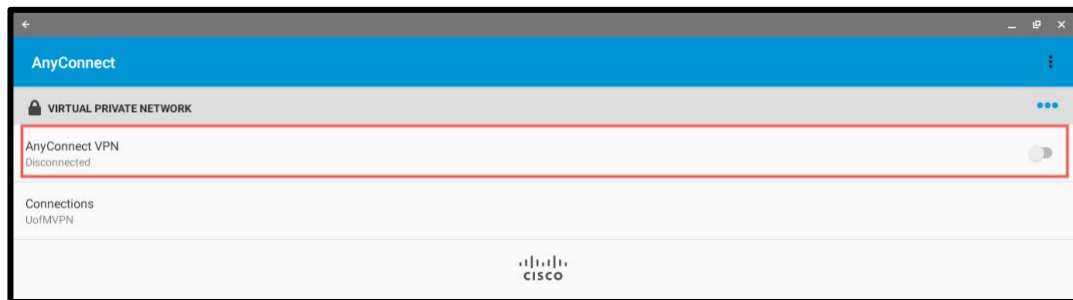 AnyConnect
VIRTUAL PRIVATE NETWORK
AnyConnect VPN
Disconnected
Connections
UofMVPN
CISCO